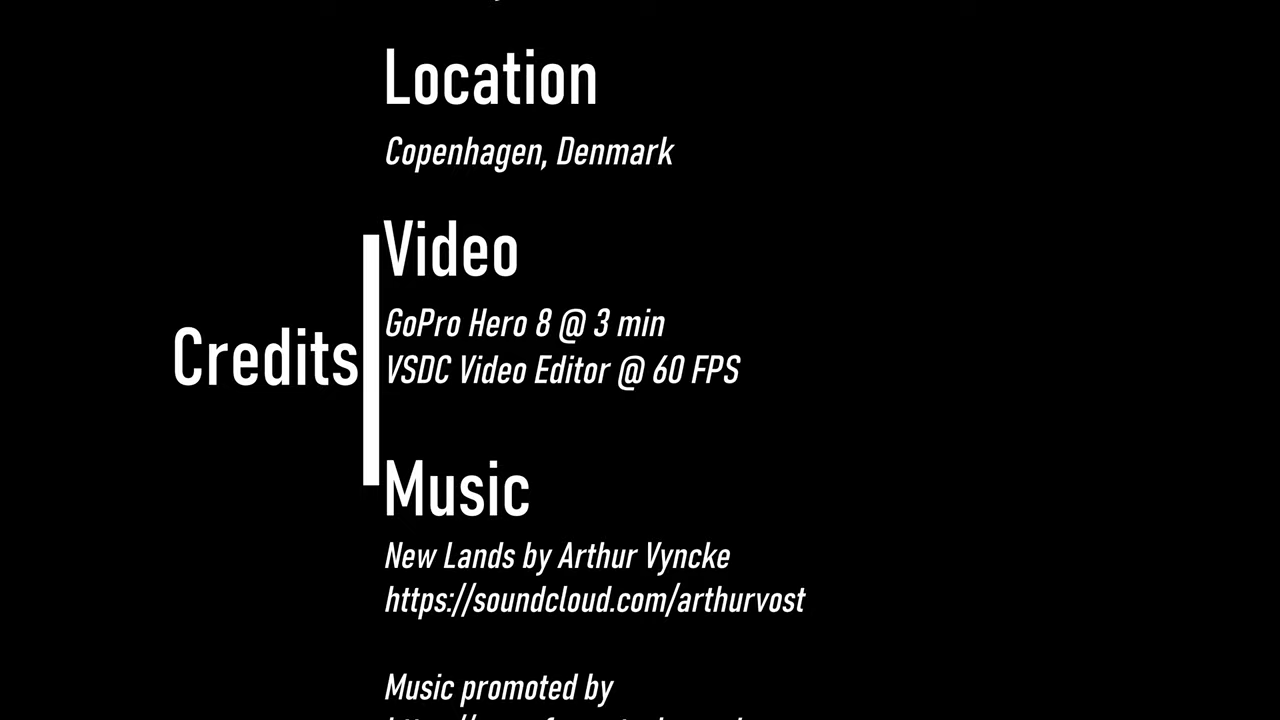 Location
Copenhagen, Denmark
Video
GoPro Hero 8 @ 3 min
VSDC Video Editor @ 60 FPS
Credits
Music
New Lands by Arthur Vyncke
https://soundcloud.com/arthurvost
Music promoted by